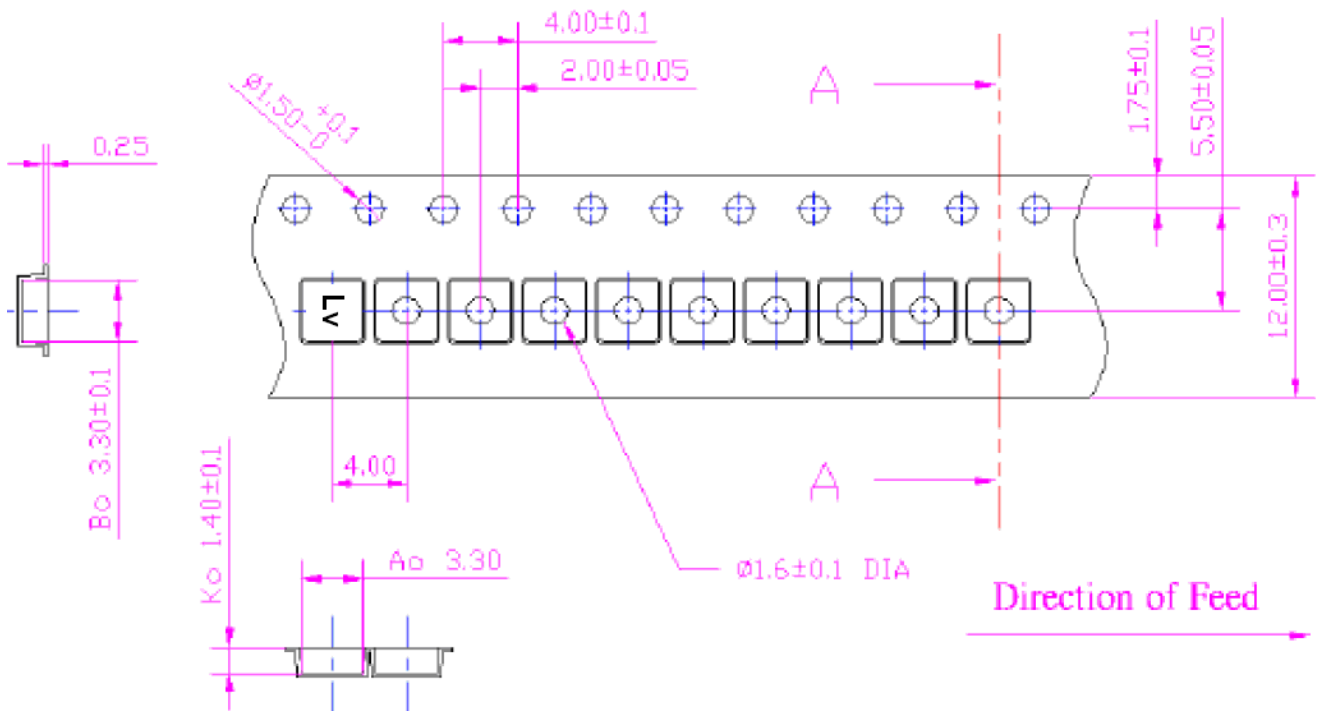 4.00±0.1
2.00±0.05
Ø1.50 +0.1 -0
A
1.75±0.1
5.50±0.05
0.25
12.00±0.3
Lv
Bo 3.30±0.1
4.00
A
Ko 1.40±0.1
Ao 3.30
Ø1.6±0.1 DIA
Direction of Feed